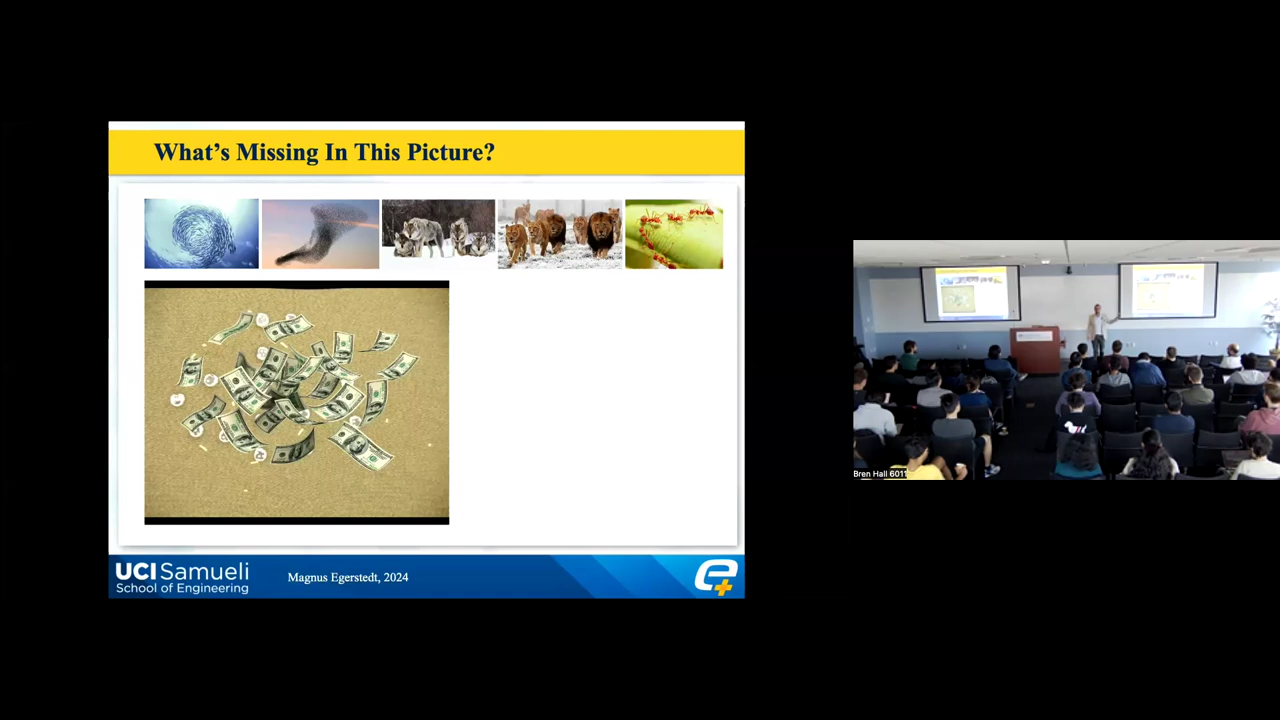 What's Missing In This Picture?
UCI Samueli
School of Engineering
Magnus Egerstedt, 2024
e+
Bren Hall 6011